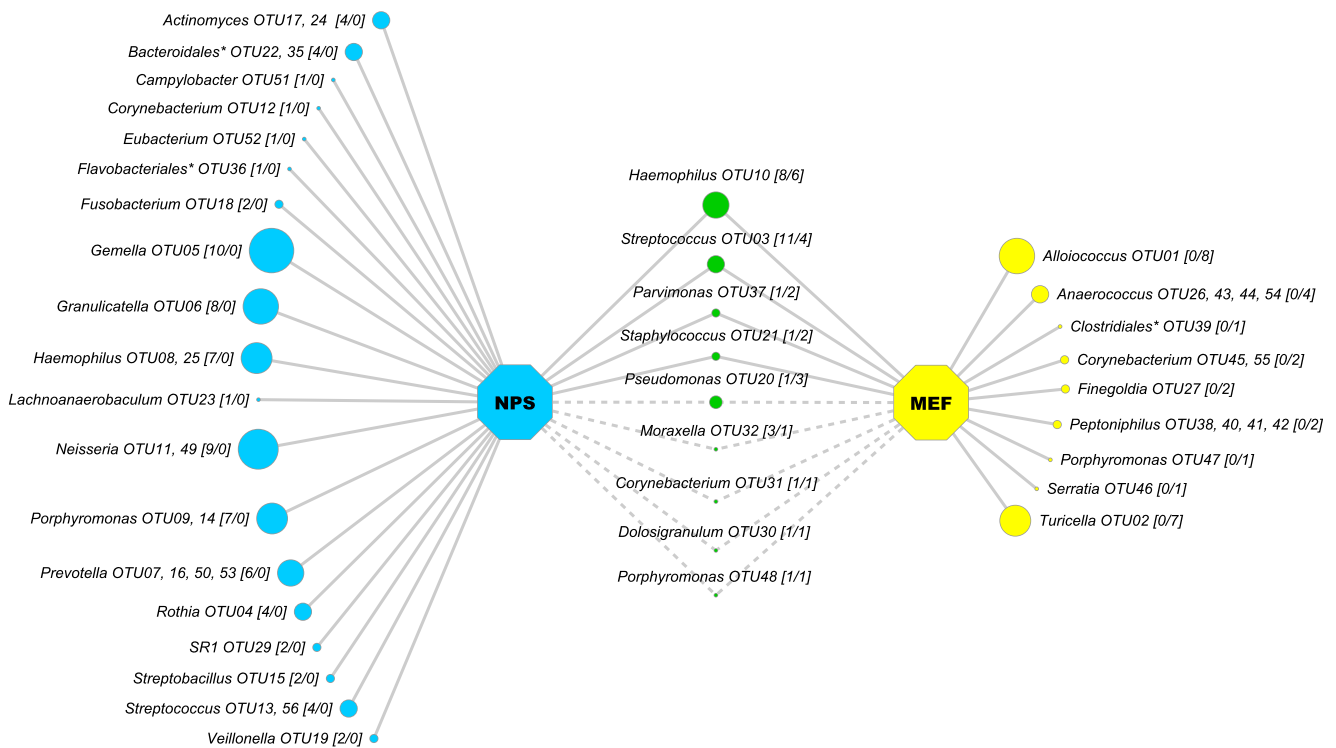 Actinomyces OTU17, 24 [4/0]
Bacteroidales* OTU22, 35 [4/0]
Campylobacter OTU51 [1/0]
Corynebacterium OTU12 [1/0]
Eubacterium OTU52 [1/0]
Flavobacteriales* OTU36 [1/0]
Fusobacterium OTU18 [2/0]
Gemella OTU05 [10/0]
Granulicatella OTU06 [8/0]
Haemophilus OTU08, 25 [7/0]
Lachnoanaerobaculum OTU23 [1/0]
Neisseria OTU11, 49 [9/0]
Porphyromonas OTU09, 14 [7/0]
Prevotella OTU07, 16, 50, 53 [6/0]
Rothia OTU04 [4/0]
SR1 OTU29 [2/0]
Streptobacillus OTU15 [2/0]
Streptococcus OTU13, 56 [4/0]
Veillonella OTU19 [2/0]
NPS
Haemophilus OTU10 [8/6]
Streptococcus OTU03 [11/4]
Parvimonas OTU37 [1/2]
Staphylococcus OTU21 [1/2]
Pseudomonas OTU20 [1/3]
Moraxella OTU32 [3/1]
Corynebacterium OTU31 [1/1]
Dolosigranulum OTU30 [1/1]
Porphyromonas OTU48 [1/1]
MEF
Alloiococcus OTU01 [0/8]
Anaerococcus OTU26, 43, 44, 54 [0/4]
Clostridiales* OTU39 [0/1]
Corynebacterium OTU45, 55 [0/2]
Finegoldia OTU27 [0/2]
Peptoniphilus OTU38, 40, 41, 42 [0/2]
Porphyromonas OTU47 [0/1]
Serratia OTU46 [0/1]
Turicella OTU02 [0/7]